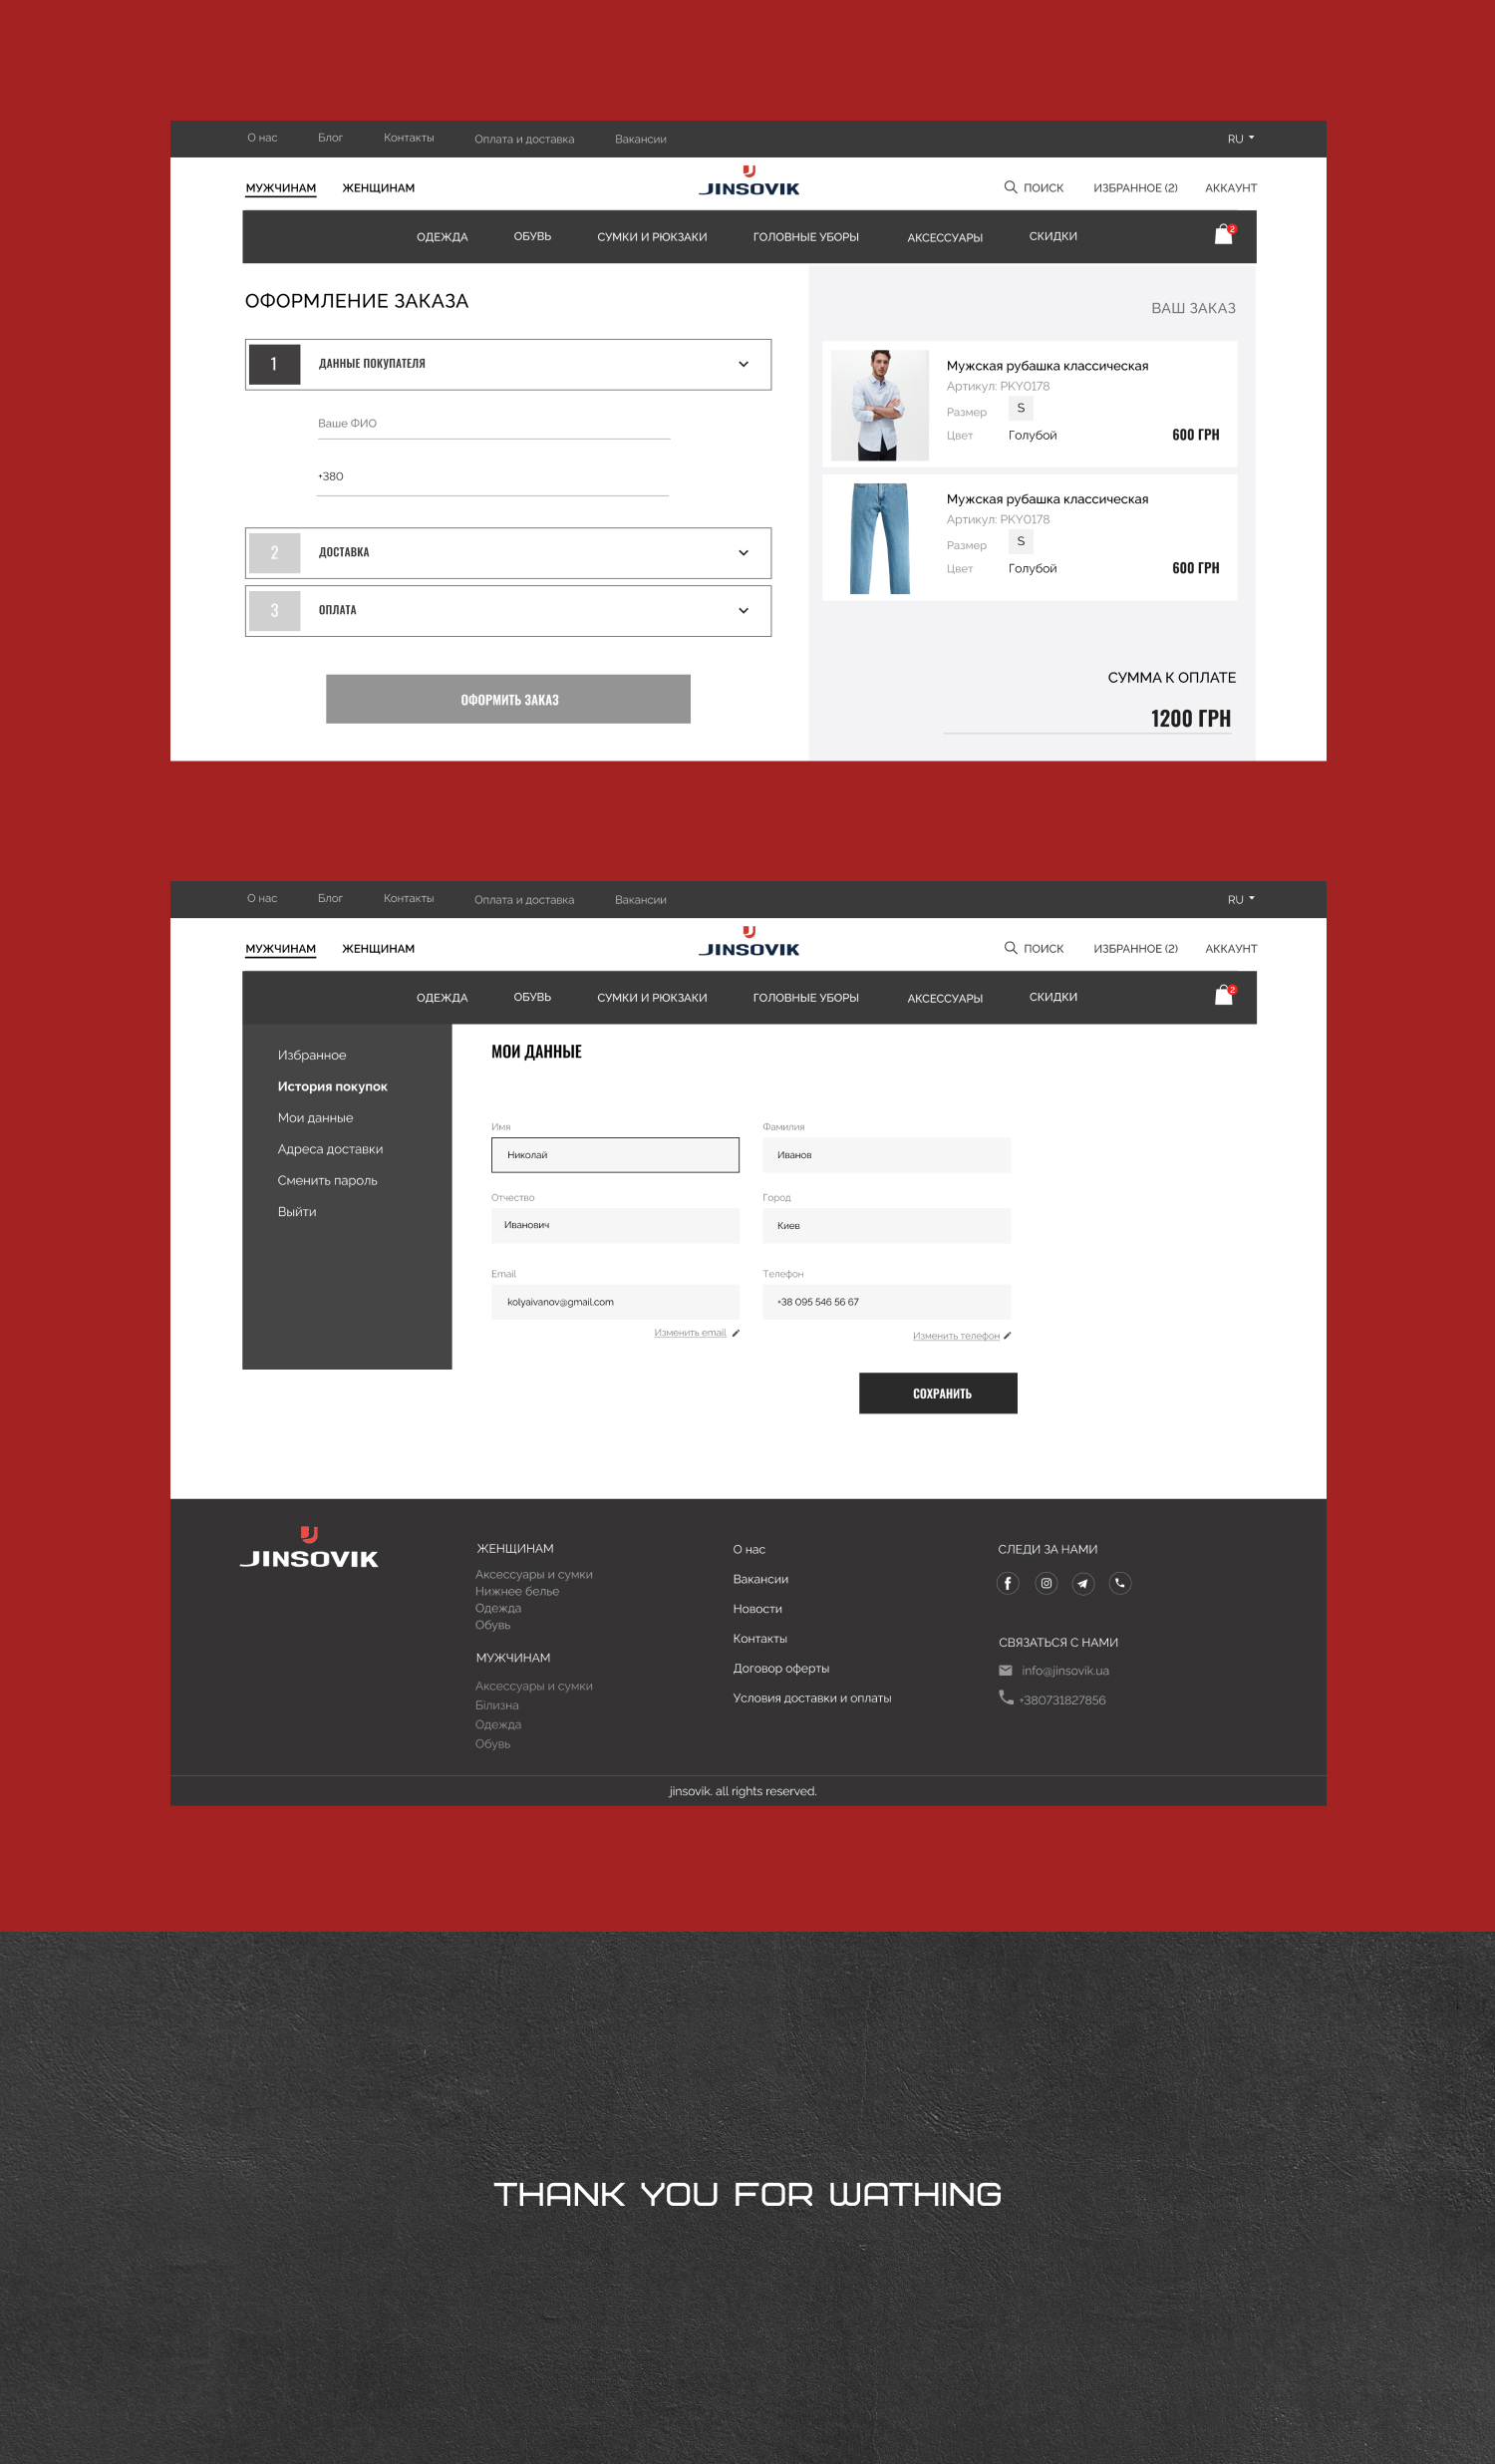 О нас Блог Контакты Оплата и доставка Вакансии RU
МУЖЧИНАМ ЖЕНЩИНАМ JINSOVIK ПОИСК ИЗБРАННОЕ (2) АККАУНТ
ОДЕЖДА ОБУВЬ СУМКИ И РЮКЗАКИ ГОЛОВНЫЕ УБОРЫ АКСЕССУАРЫ СКИДКИ 2
ОФОРМЛЕНИЕ ЗАКАЗА
1 ДАННЫЕ ПОКУПАТЕЛЯ
Ваше ФИО
+380
2 ДОСТАВКА
3 ОПЛАТА
ОФОРМИТЬ ЗАКАЗ
ВАШ ЗАКАЗ
Мужская рубашка классическая
Артикул: PKY0178
Размер S
Цвет Голубой 600 ГРН
Мужская рубашка классическая
Артикул: PKY0178
Размер S
Цвет Голубой 600 ГРН
СУММА К ОПЛАТЕ
1200 ГРН
О нас Блог Контакты Оплата и доставка Вакансии RU
МУЖЧИНАМ ЖЕНЩИНАМ JINSOVIK ПОИСК ИЗБРАННОЕ (2) АККАУНТ
ОДЕЖДА ОБУВЬ СУМКИ И РЮКЗАКИ ГОЛОВНЫЕ УБОРЫ АКСЕССУАРЫ СКИДКИ 2
Избранное
История покупок
Мои данные
Адреса доставки
Сменить пароль
Выйти
МОИ ДАННЫЕ
Имя Фамилия
Николай Иванов
Отчество Город
Иванович Киев
Email Телефон
kolyaivanov@gmail.com +38 095 546 56 67
Изменить email Изменить телефон
СОХРАНИТЬ
JINSOVIK
ЖЕНЩИНАМ
Аксессуары и сумки
Нижнее белье
Одежда
Обувь
МУЖЧИНАМ
Аксессуары и сумки
Білизна
Одежда
Обувь
О нас
Вакансии
Новости
Контакты
Договор оферты
Условия доставки и оплаты
СЛЕДИ ЗА НАМИ
СВЯЗАТЬСЯ С НАМИ
info@jinsovik.ua
+380731827856
jinsovik. all rights reserved.
THANK YOU FOR WATHING